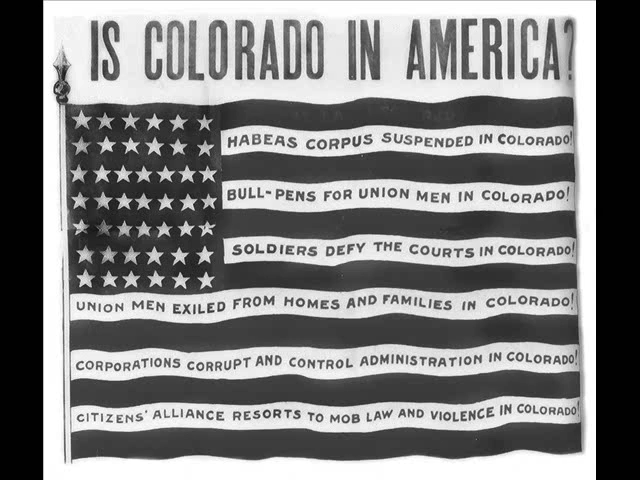 IS COLORADO IN AMERICA?
HABEAS CORPUS SUSPENDED IN COLORADO!
BULL-PENS FOR UNION MEN IN COLORADO!
SOLDIERS DEFY THE COURTS IN COLORADO!
UNION MEN EXILED FROM HOMES AND FAMILIES IN COLORADO!
CORPORATIONS CORRUPT AND CONTROL ADMINISTRATION IN COLORADO!
CITIZENS' ALLIANCE RESORTS TO MOB LAW AND VIOLENCE IN COLORADO!